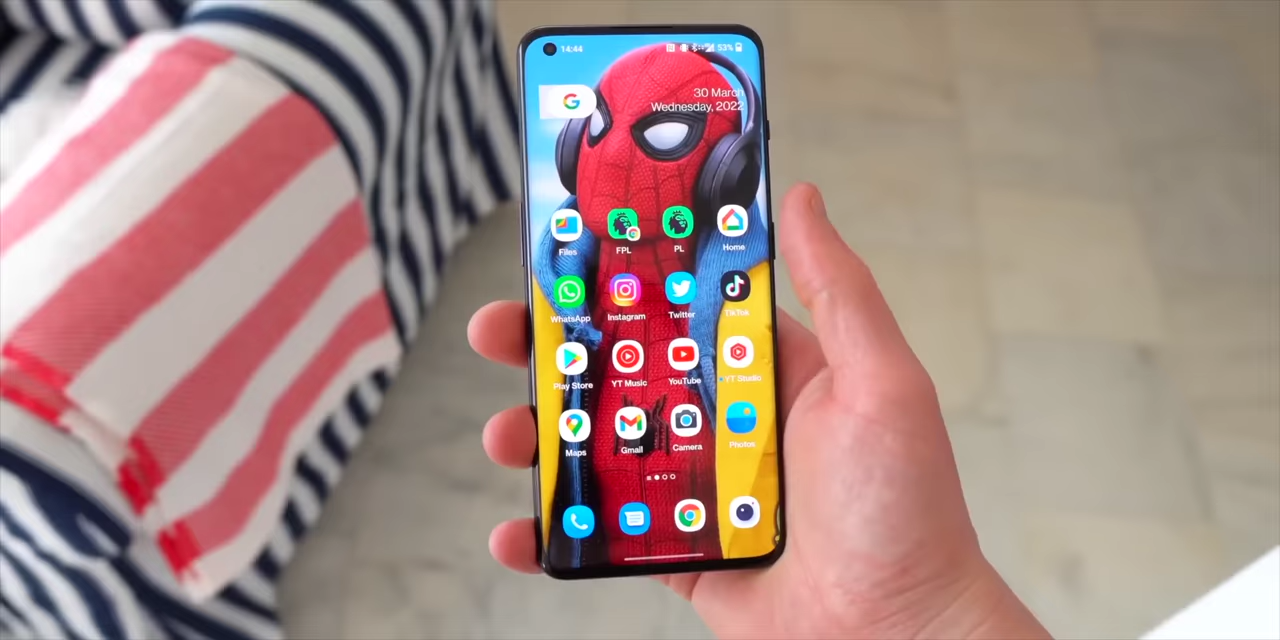 14:44
53%
30 March
Wednesday, 2022
Files
FPL
PL
Home
WhatsApp
Instagram
Twitter
TikTok
Play Store
YT Music
YouTube
YT Studio
Maps
Gmail
Camera
Photos